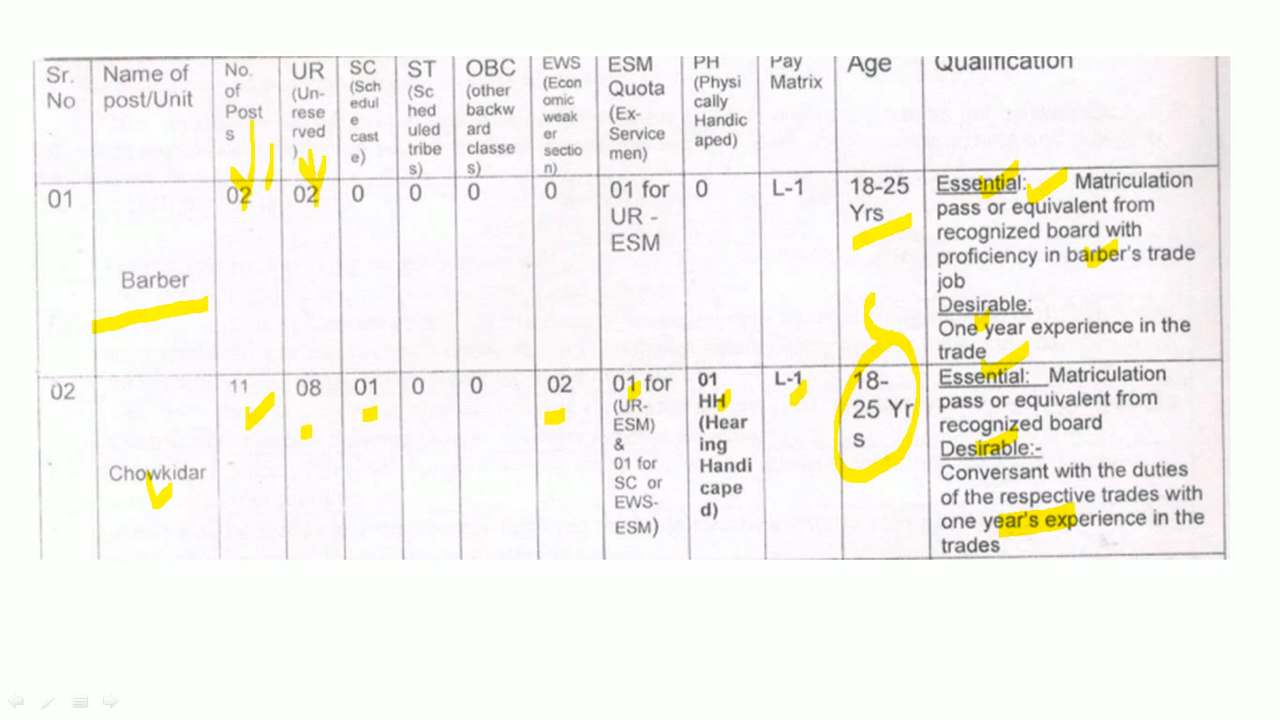 Sr. No
Name of post/Unit
No. of Post s
UR (Un-rese rved )
SC (Sch edul e cast e)
ST (Sc hed uled tribe s)
OBC (other backw ard classe s)
EWS (Econ omic weak er sectio n)
ESM Quota (Ex-Service men)
PH (Physi cally Handic aped)
Pay Matrix
Age
Qualification
01
Barber
02
02
0
0
0
0
01 for UR - ESM
0
L-1
18-25 Yrs
Essential: Matriculation
pass or equivalent from
recognized board with
proficiency in barber's trade
job
Desirable:
One year experience in the
trade
02
Chowkidar
11
08
01
0
0
02
01 for
(UR-
ESM)
&
01 for
SC or
EWS-
ESM)
01
HH
(Hear
ing
Handi
cape
d)
L-1
18-
25 Yr
s
Essential: Matriculation
pass or equivalent from
recognized board
Desirable:-
Conversant with the duties
of the respective trades with
one year's experience in the
trades